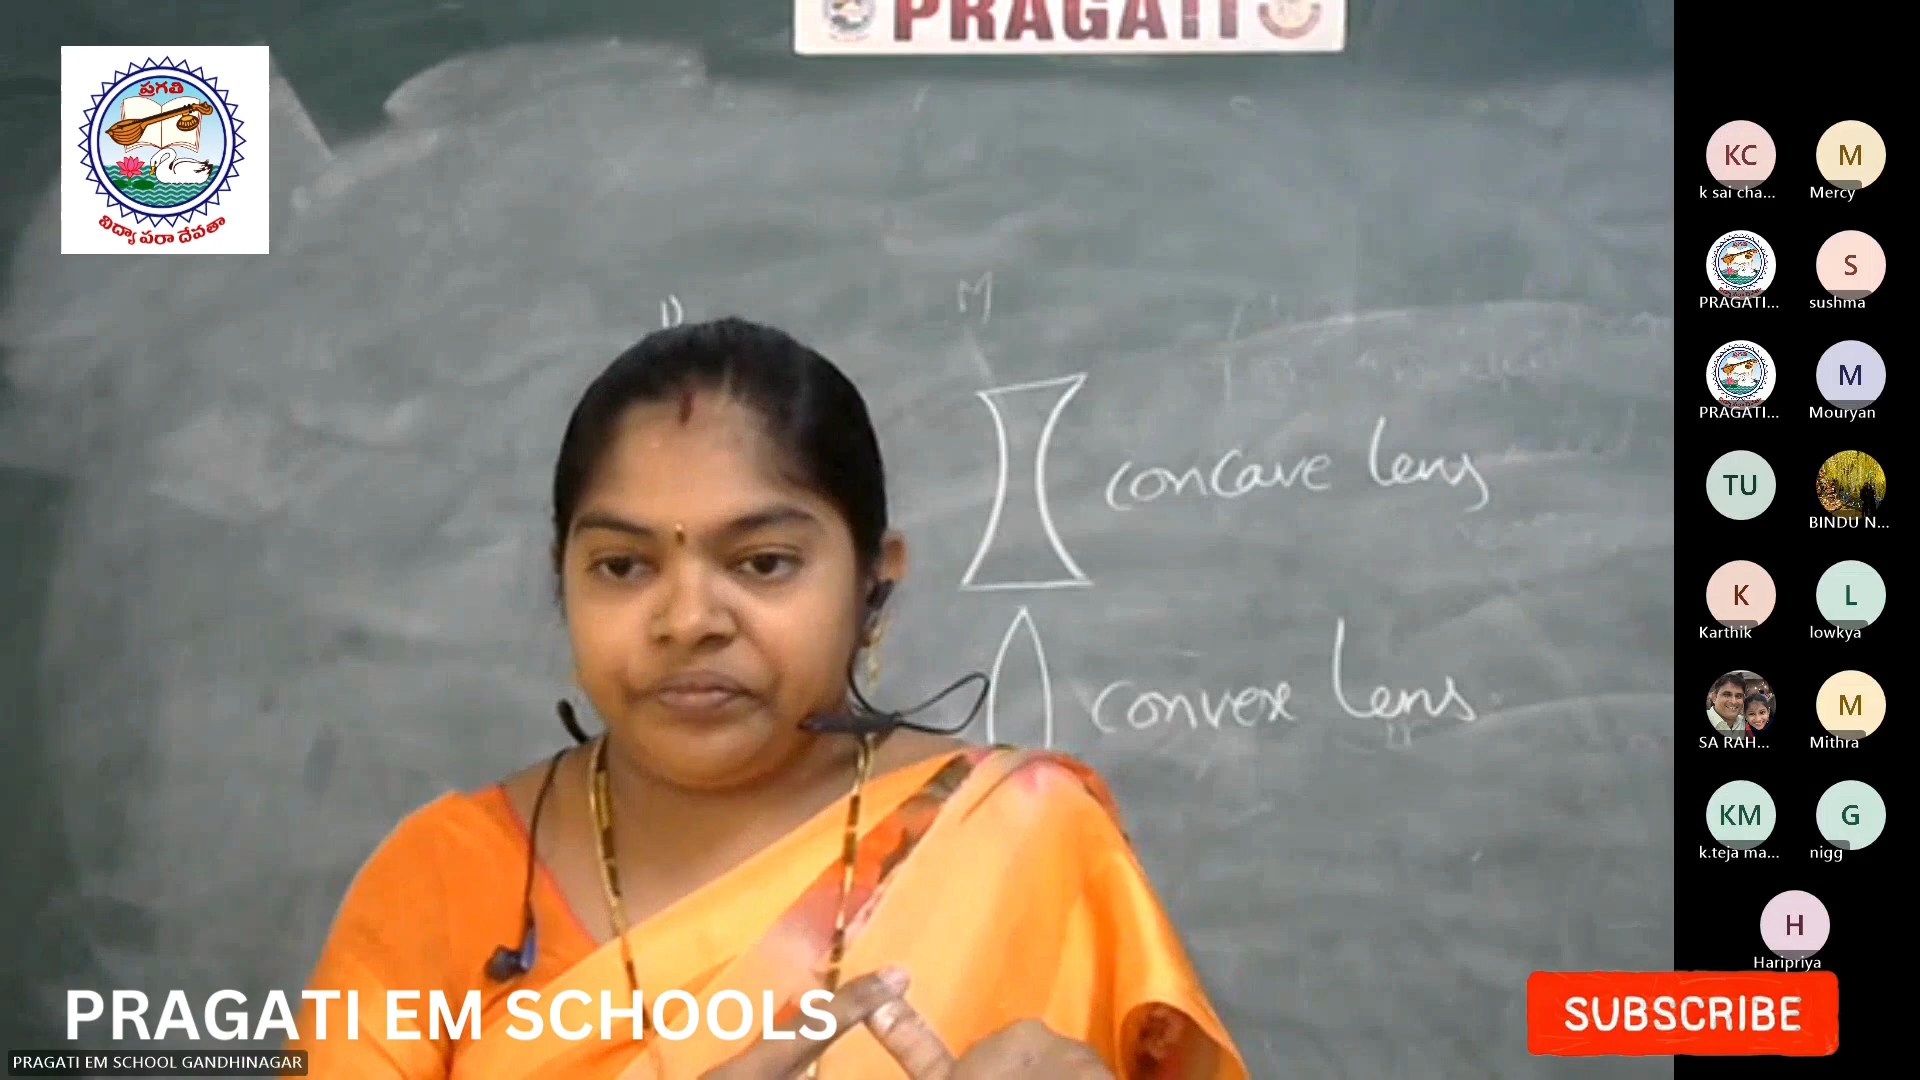 PRAGATI
ప్రగతి
విద్యా పరా దేవతా
M
concave lens
convex lens
KC
k sai cha...
M
Mercy
PRAGATI...
S
sushma
PRAGATI...
M
Mouryan
TU
BINDU N...
K
Karthik
L
lowkya
SA RAH...
M
Mithra
KM
k.teja ma...
G
nigg
H
Haripriya
PRAGATI EM SCHOOLS
SUBSCRIBE
PRAGATI EM SCHOOL GANDHINAGAR